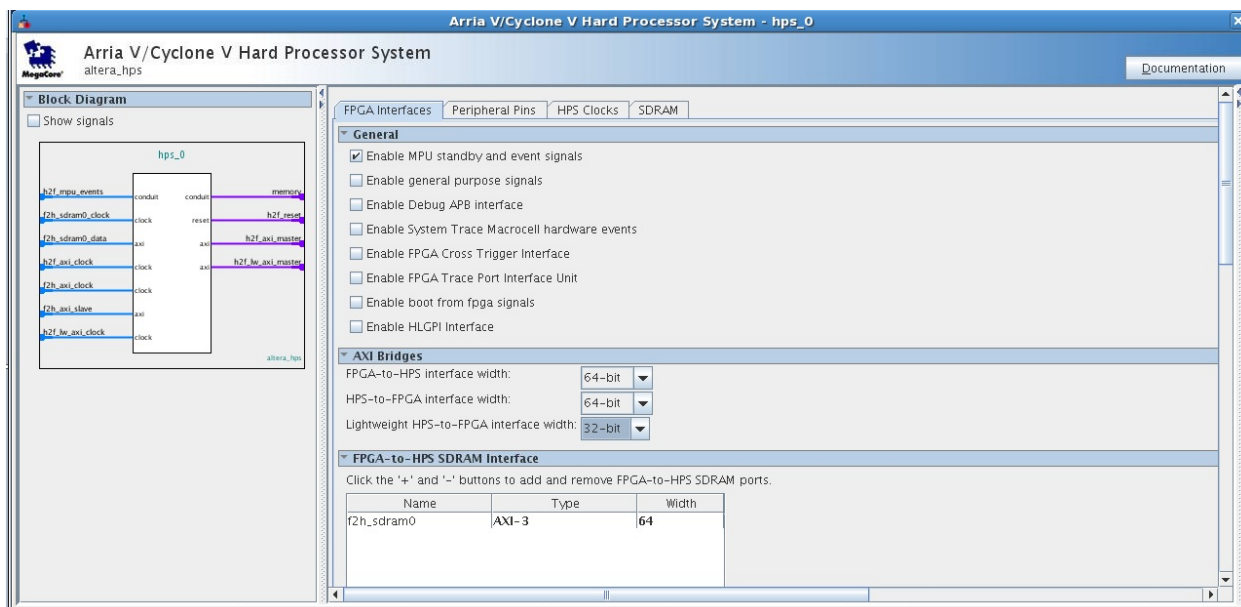 Arria V/Cyclone V Hard Processor System - hps_0
MegaCore'
Arria V/Cyclone V Hard Processor System
altera_hps
Documentation
Block Diagram
Show signals
hps_0
h2f_mpu_events
conduit
conduit
memory
f2h_sdram0_clock
clock
reset
h2f_reset
f2h_sdram0_data
axi
axi
h2f_axi_master
h2f_axi_clock
clock
axi
h2f_lw_axi_master
f2h_axi_clock
clock
f2h_axi_slave
axi
h2f_lw_axi_clock
clock
altera_hps
FPGA Interfaces
Peripheral Pins
HPS Clocks
SDRAM
General
Enable MPU standby and event signals
Enable general purpose signals
Enable Debug APB interface
Enable System Trace Macrocell hardware events
Enable FPGA Cross Trigger Interface
Enable FPGA Trace Port Interface Unit
Enable boot from fpga signals
Enable HLGPI Interface
AXI Bridges
FPGA-to-HPS interface width: 64-bit
HPS-to-FPGA interface width: 64-bit
Lightweight HPS-to-FPGA interface width: 32-bit
FPGA-to-HPS SDRAM Interface
Click the '+' and '-' buttons to add and remove FPGA-to-HPS SDRAM ports.
Name Type Width
f2h_sdram0 AXI-3 64